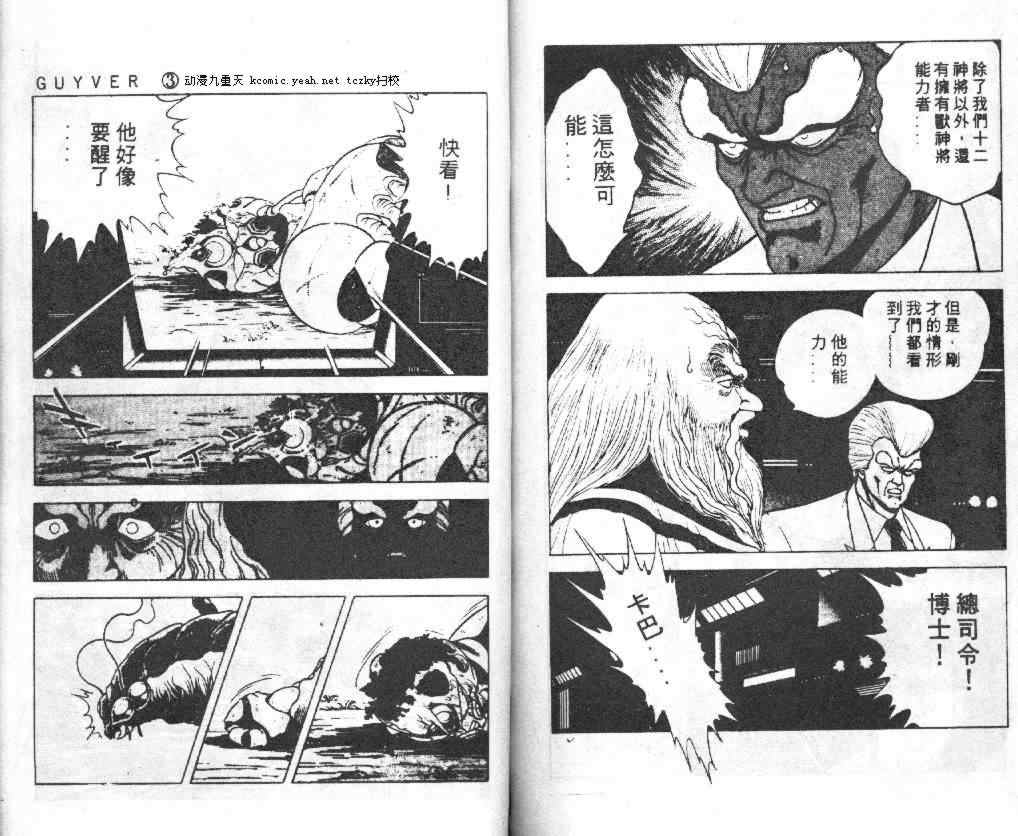 除了我們十二
神將以外，還
有擁有獸神將
能力者....
這怎麼可
能....
但是，剛
才的情形
我們都看
到了~~
他的能
力....
總司令！
博士！
卡巴....
GUYVER ③ 动漫九重天 kcomic.yeah.net tczky扫校
快看！
他好像
要醒了
...